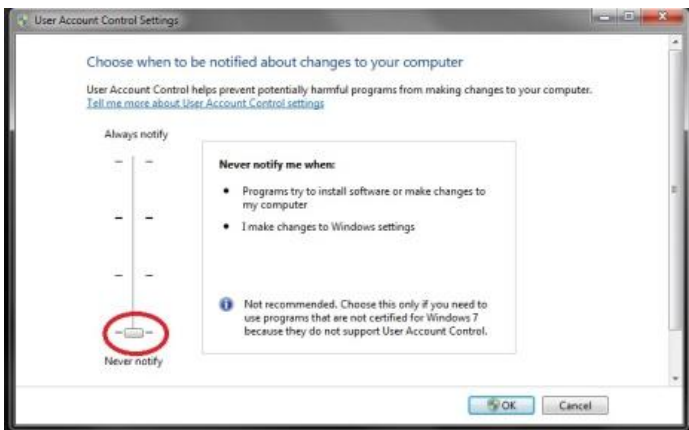 User Account Control Settings
Choose when to be notified about changes to your computer
User Account Control helps prevent potentially harmful programs from making changes to your computer.
Tell me more about User Account Control settings
Always notify
Never notify me when:
Programs try to install software or make changes to
my computer
I make changes to Windows settings
Not recommended. Choose this only if you need to
use programs that are not certified for Windows 7
because they do not support User Account Control.
Never notify
OK
Cancel